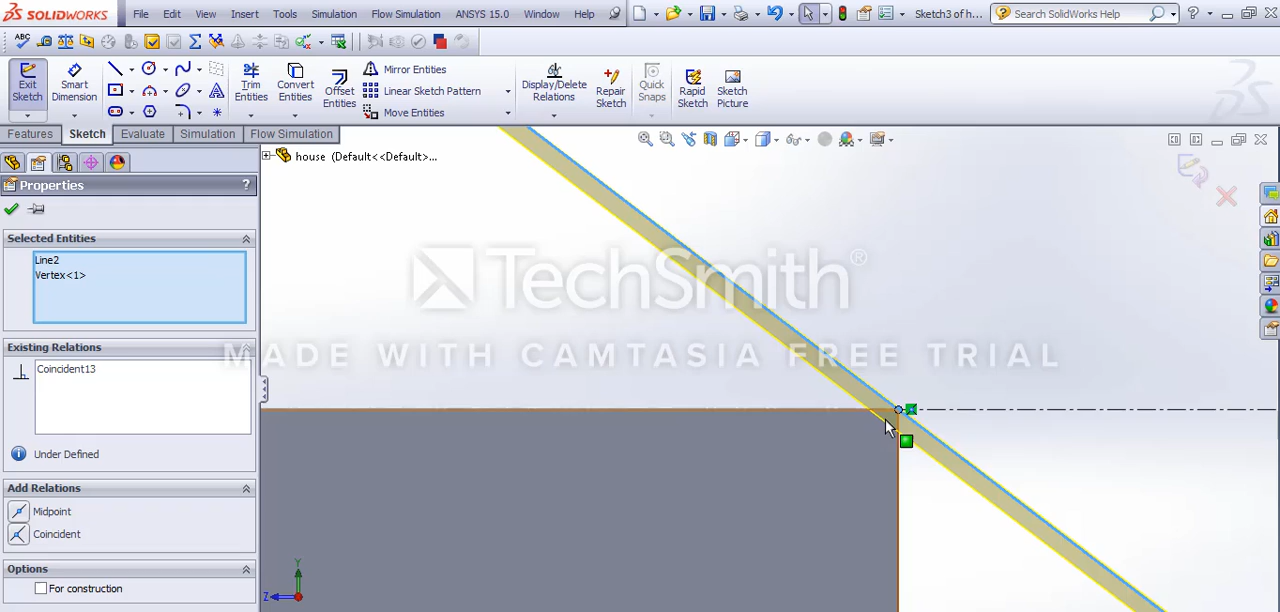 SOLIDWORKS File Edit View Insert Tools Simulation Flow Simulation ANSYS 15.0 Window Help Sketch3 of h... Search SolidWorks Help
Exit Sketch
Smart Dimension
Trim Entities
Convert Entities
Offset Entities
Mirror Entities
Linear Sketch Pattern
Move Entities
Display/Delete Relations
Repair Sketch
Quick Snaps
Rapid Sketch
Sketch Picture
Features Sketch Evaluate Simulation Flow Simulation
house (Default<<Default>...
Properties ?
Selected Entities
Line2
Vertex<1>
Existing Relations
Coincident13
Under Defined
Add Relations
Midpoint
Coincident
Options
For construction
TechSmith®
MADE WITH CAMTASIA FREE TRIAL
Y
Z